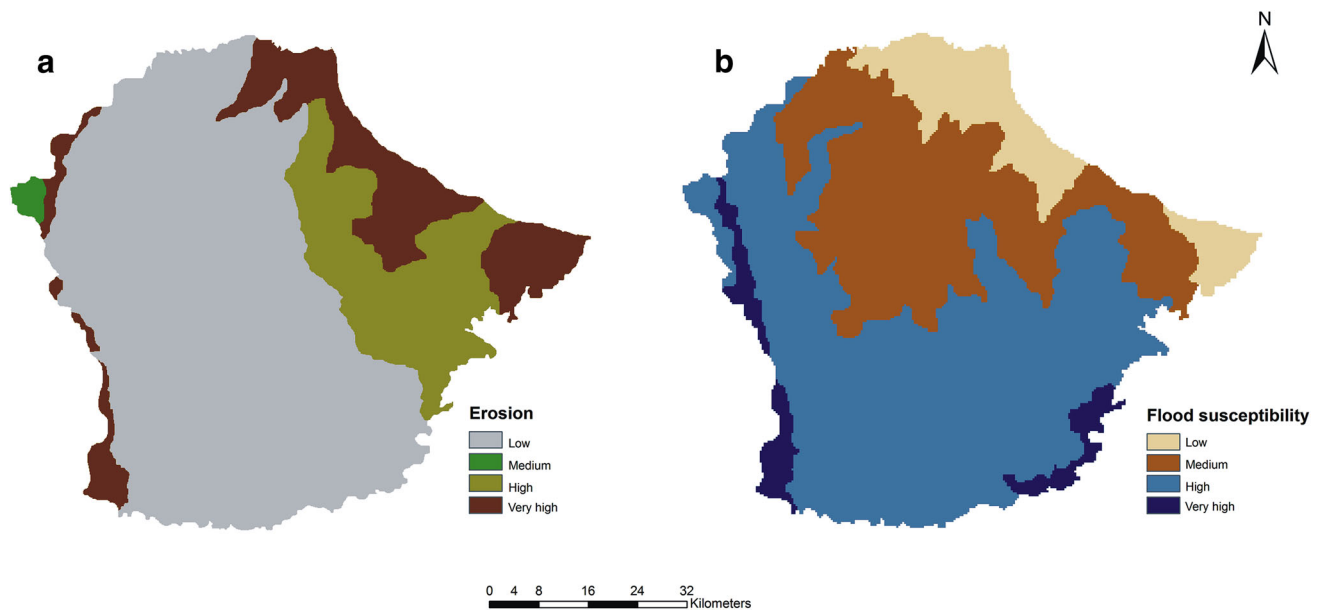 a
b
N
Erosion
Low
Medium
High
Very high
Flood susceptibility
Low
Medium
High
Very high
0 4 8 16 24 32
Kilometers